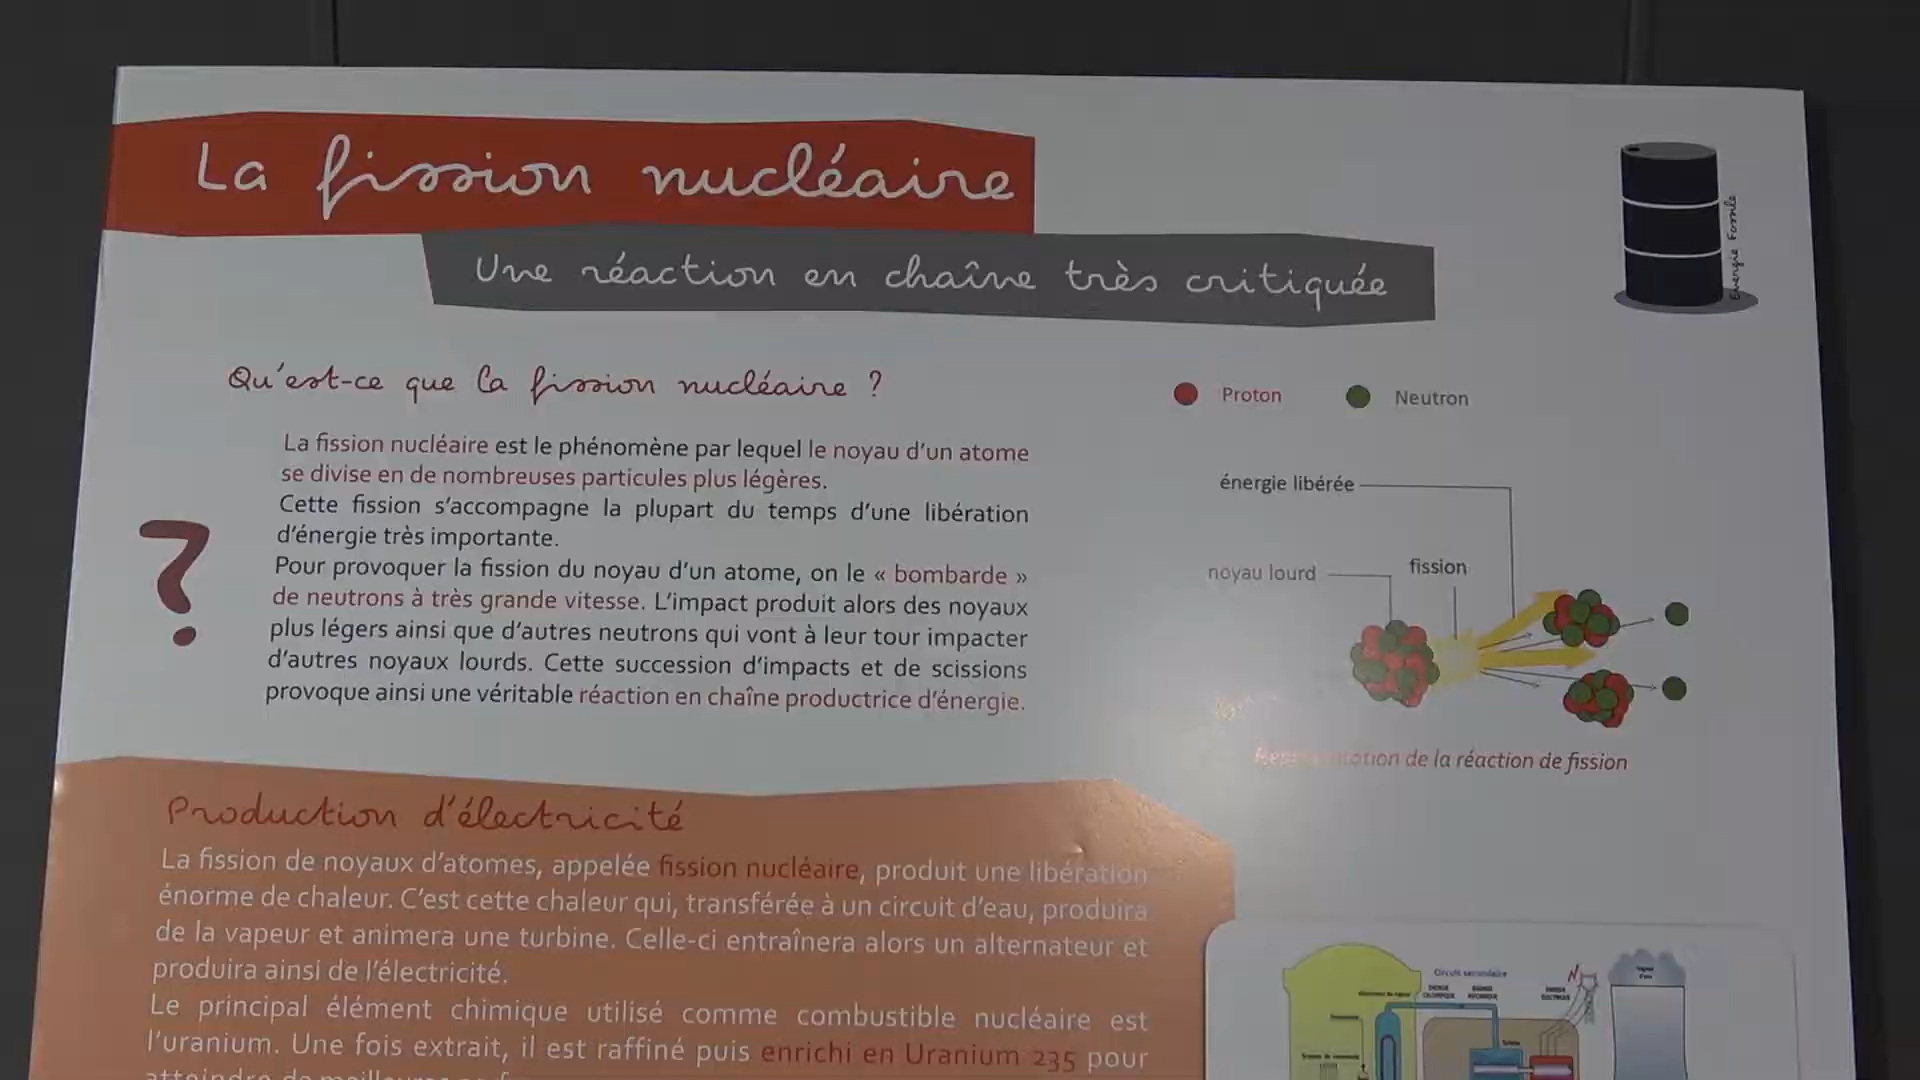 La fission nucléaire
Une réaction en chaîne très critiquée
Energie Fossile
Qu'est-ce que la fission nucléaire ?
La fission nucléaire est le phénomène par lequel le noyau d'un atome
se divise en de nombreuses particules plus légères.
Cette fission s'accompagne la plupart du temps d'une libération
d'énergie très importante.
Pour provoquer la fission du noyau d'un atome, on le « bombarde »
de neutrons à très grande vitesse. L'impact produit alors des noyaux
plus légers ainsi que d'autres neutrons qui vont à leur tour impacter
d'autres noyaux lourds. Cette succession d'impacts et de scissions
provoque ainsi une véritable réaction en chaîne productrice d'énergie.
?
Proton
Neutron
énergie libérée
noyau lourd
fission
de la réaction de fission
Production d'électricité
La fission de noyaux d'atomes, appelée fission nucléaire, produit une libération
énorme de chaleur. C'est cette chaleur qui, transférée à un circuit d'eau, produira
de la vapeur et animera une turbine. Celle-ci entraînera alors un alternateur et
produira ainsi de l'électricité.
Le principal élément chimique utilisé comme combustible nucléaire est
l'uranium. Une fois extrait, il est raffiné puis enrichi en Uranium 235 pour
Circuit secondaire